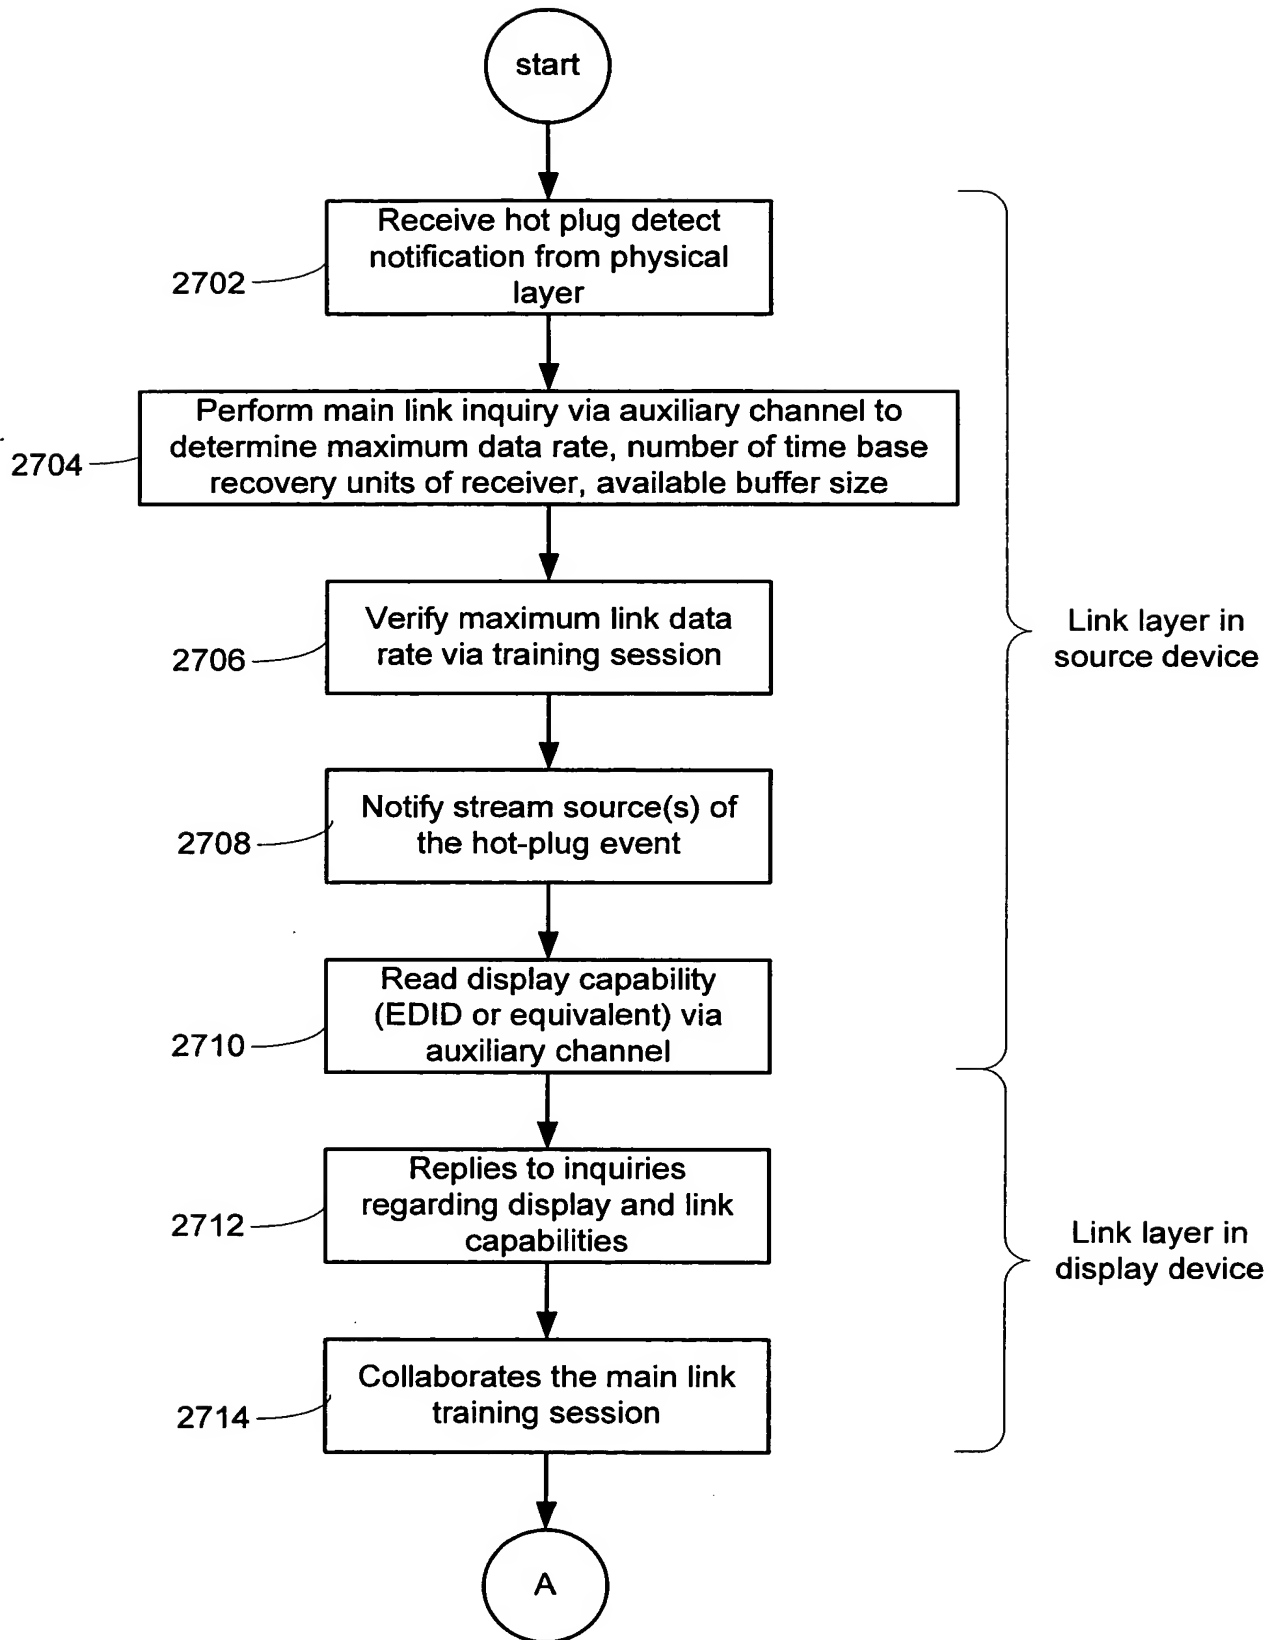 start
Receive hot plug detect
notification from physical
layer
2702
Perform main link inquiry via auxiliary channel to
determine maximum data rate, number of time base
recovery units of receiver, available buffer size
2704
Verify maximum link data
rate via training session
2706
Link layer in
source device
Notify stream source(s) of
the hot-plug event
2708
Read display capability
(EDID or equivalent) via
auxiliary channel
2710
Replies to inquiries
regarding display and link
capabilities
2712
Link layer in
display device
Collaborates the main link
training session
2714
A